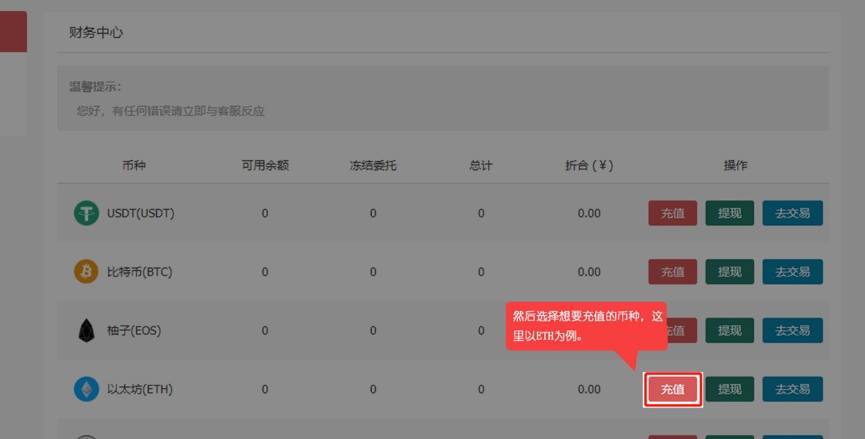 财务中心
温馨提示：
您好，有任何错误请立即与客服反应
币种 可用余额 冻结委托 总计 折合(￥) 操作
USDT(USDT) 0 0 0 0.00 充值 提现 去交易
比特币(BTC) 0 0 0 0.00 充值 提现 去交易
然后选择想要充值的币种，这
里以ETH为例。
柚子(EOS) 0 0 0 充值 提现 去交易
以太坊(ETH) 0 0 0 0.00 充值 提现 去交易